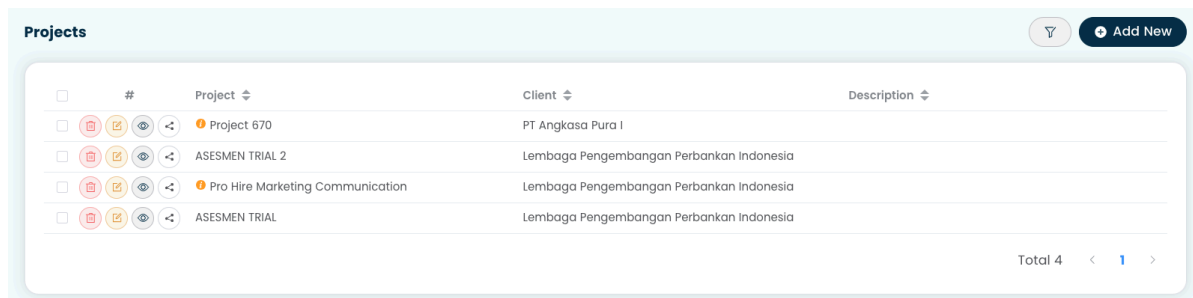 Projects
Add New
# Project Client Description
Project 670 PT Angkasa Pura I
ASESMEN TRIAL 2 Lembaga Pengembangan Perbankan Indonesia
Pro Hire Marketing Communication Lembaga Pengembangan Perbankan Indonesia
ASESMEN TRIAL Lembaga Pengembangan Perbankan Indonesia
Total 4 < 1 >